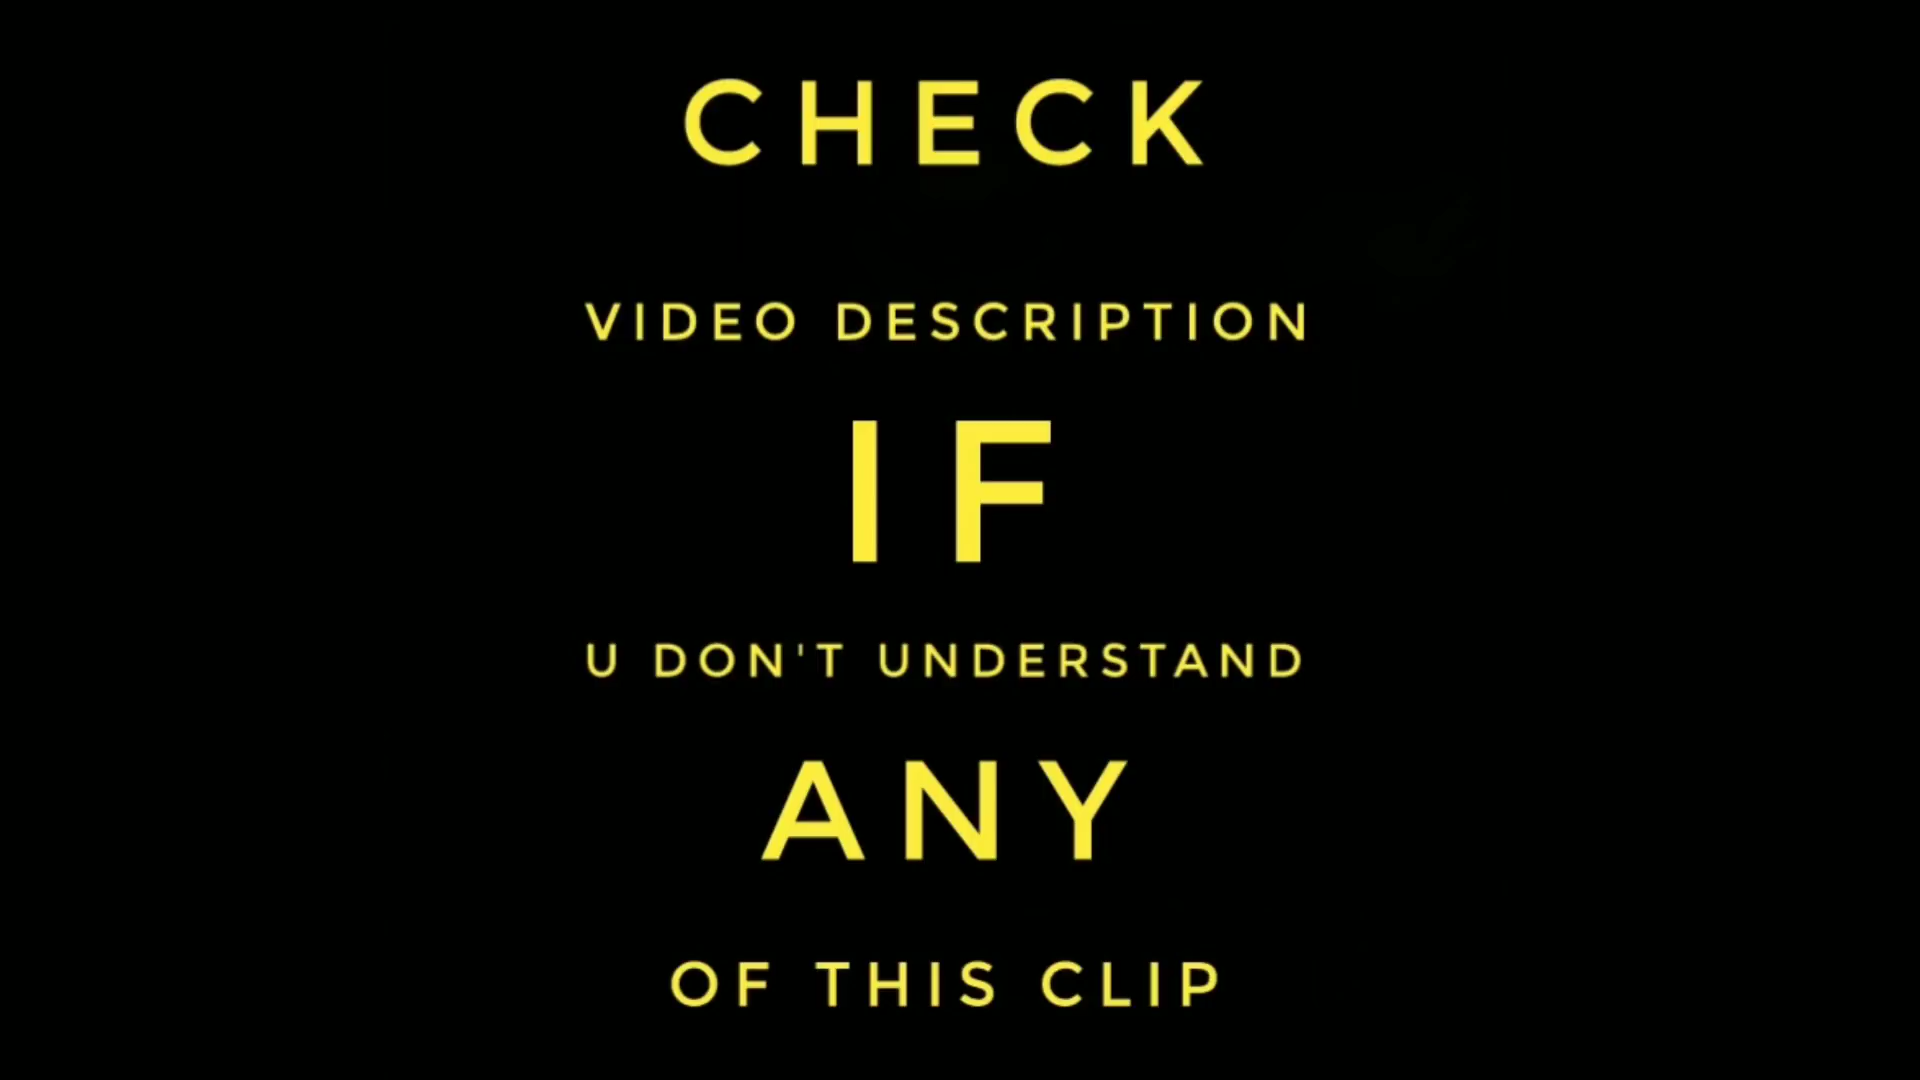 CHECK
VIDEO DESCRIPTION
IF
U DON'T UNDERSTAND
ANY
OF THIS CLIP